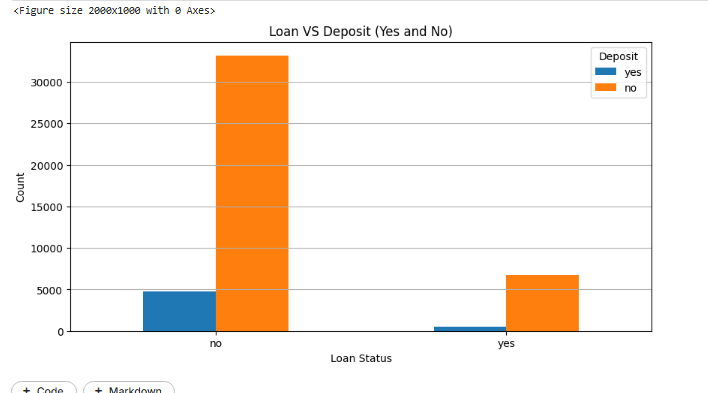 <Figure size 2000x1000 with 0 Axes>
Loan VS Deposit (Yes and No)
Deposit
yes
no
30000
25000
20000
15000
10000
5000
0
Count
no yes
Loan Status
+ Code + Markdown